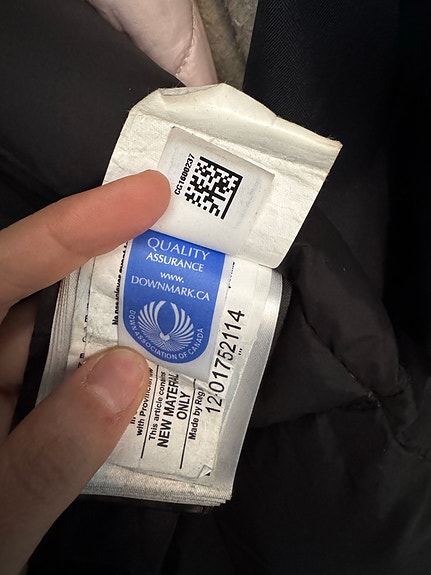 CC1600237
QUALITY
ASSURANCE
www.
DOWNMARK.CA
DOWN ASSOCIATION OF CANADA
12 01752114
with Provincial
This article contains
NEW MATERIAL
ONLY
Made by Reg